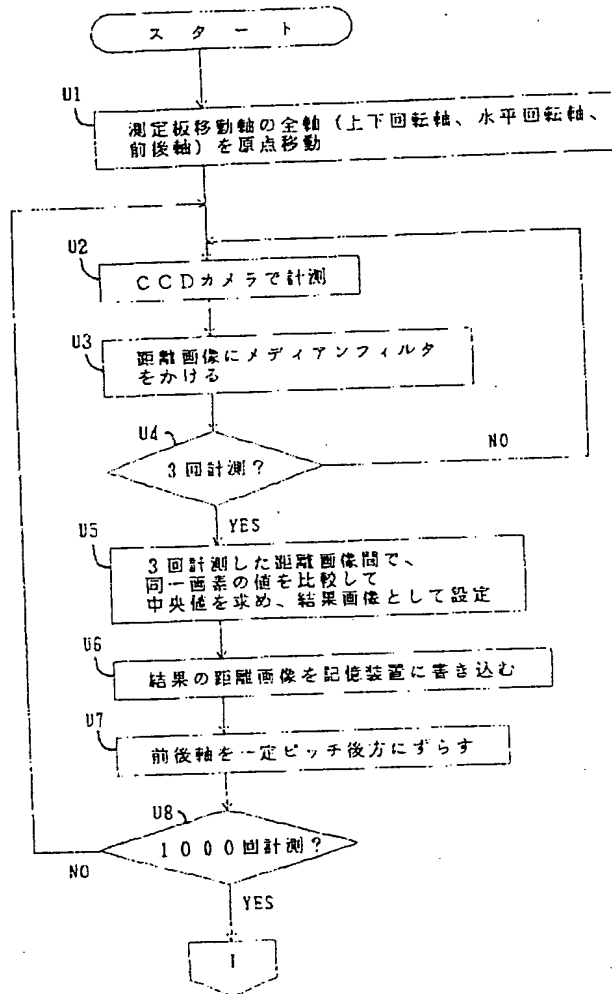 スタート
U1
測定板移動軸の全軸（上下回転軸、水平回転軸、
前後軸）を原点移動
U2
CCDカメラで計測
U3
距離画像にメディアンフィルタ
をかける
U4
3回計測？
NO
YES
U5
3回計測した距離画像間で、
同一画素の値を比較して
中央値を求め、結果画像として設定
U6
結果の距離画像を記憶装置に書き込む
U7
前後軸を一定ピッチ後方にずらす
U8
1000回計測？
NO
YES
I